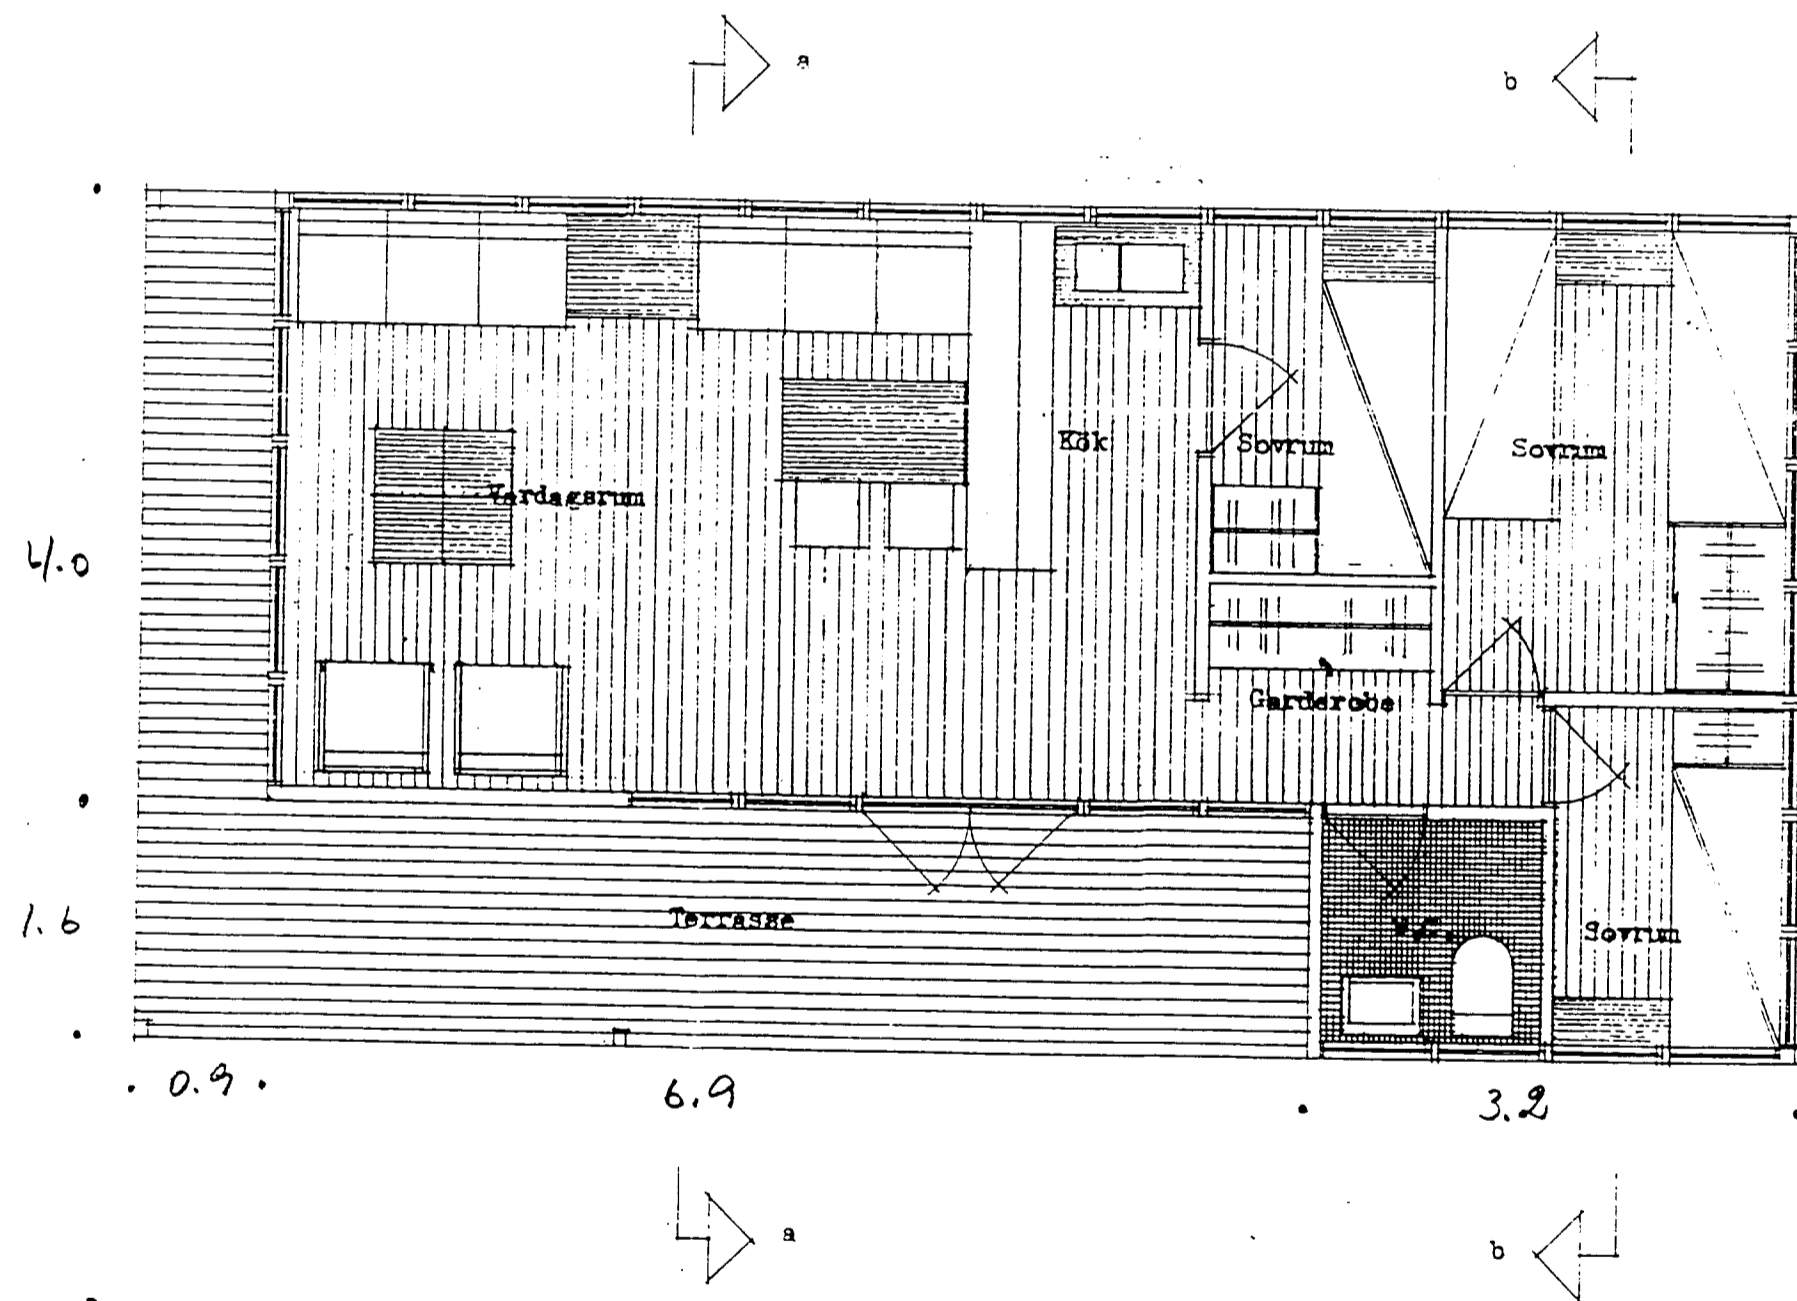 a
b
Kök
Sovrum
Sovrum
Vardagsrum
4.0
Garderobe
Terrasse
W.C.
Sovrum
1.6
0.9
6.9
3.2
a
b